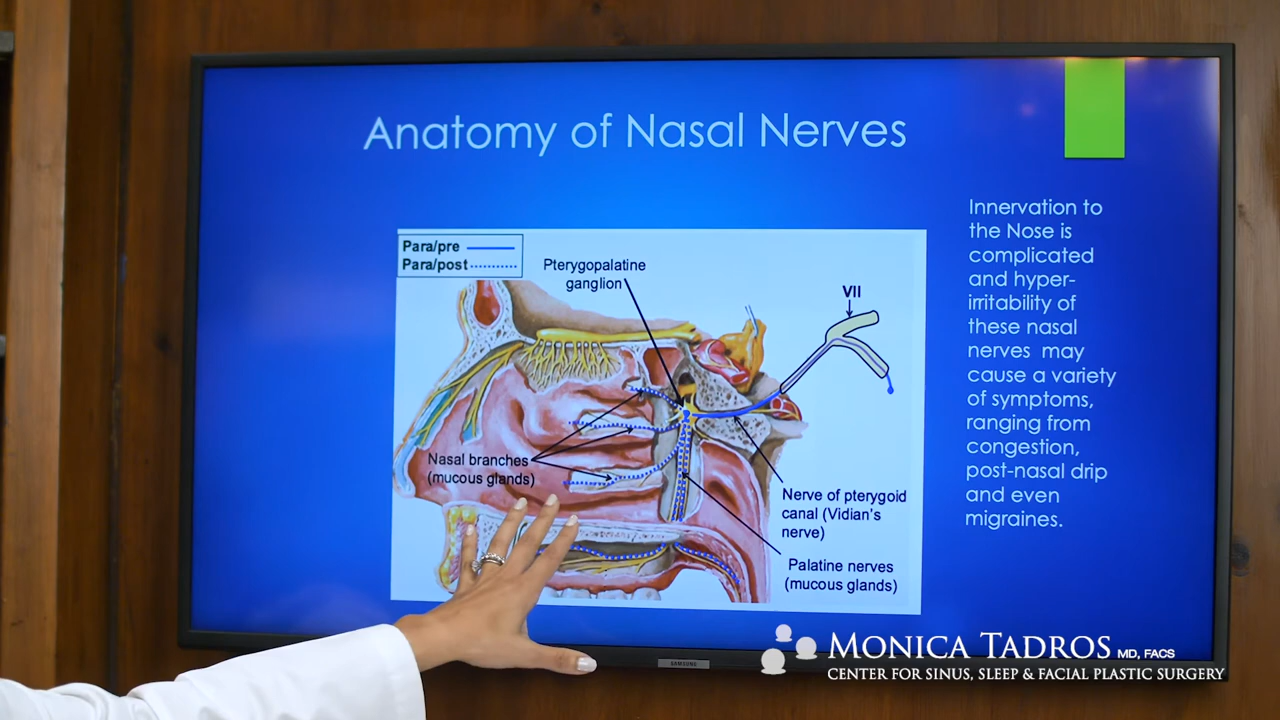 Anatomy of Nasal Nerves
Para/pre
Para/post
Pterygopalatine
ganglion
VII
Nasal branches
(mucous glands)
Nerve of pterygoid
canal (Vidian's
nerve)
Palatine nerves
(mucous glands)
Innervation to
the Nose is
complicated
and hyper-
irritability of
these nasal
nerves may
cause a variety
of symptoms,
ranging from
congestion,
post-nasal drip
and even
migraines.
SAMSUNG
MONICA TADROS MD, FACS
CENTER FOR SINUS, SLEEP & FACIAL PLASTIC SURGERY